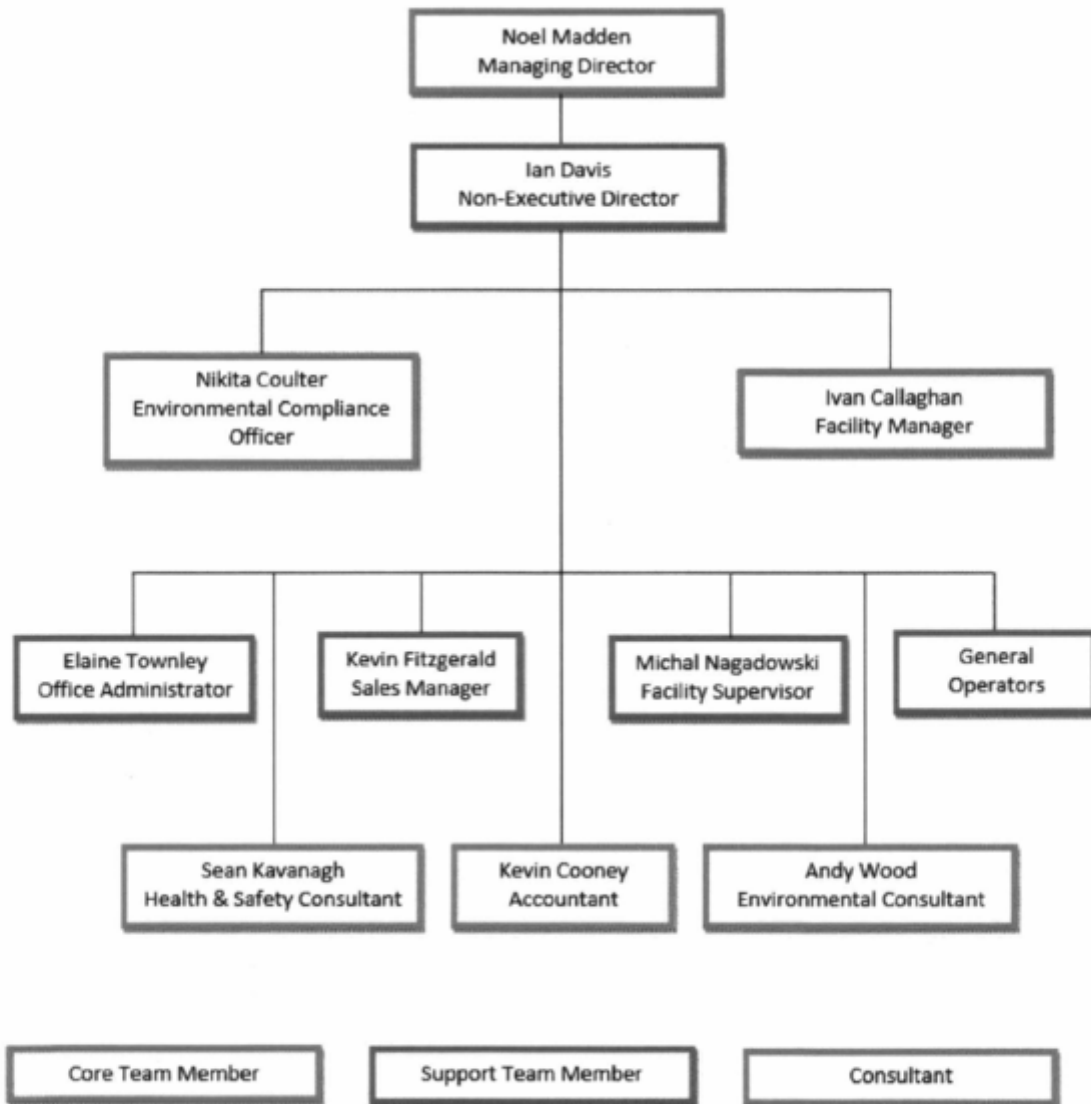 Noel Madden
Managing Director
Ian Davis
Non-Executive Director
Nikita Coulter
Environmental Compliance
Officer
Ivan Callaghan
Facility Manager
Elaine Townley
Office Administrator
Kevin Fitzgerald
Sales Manager
Michal Nagadowski
Facility Supervisor
General
Operators
Sean Kavanagh
Health & Safety Consultant
Kevin Cooney
Accountant
Andy Wood
Environmental Consultant
Core Team Member
Support Team Member
Consultant